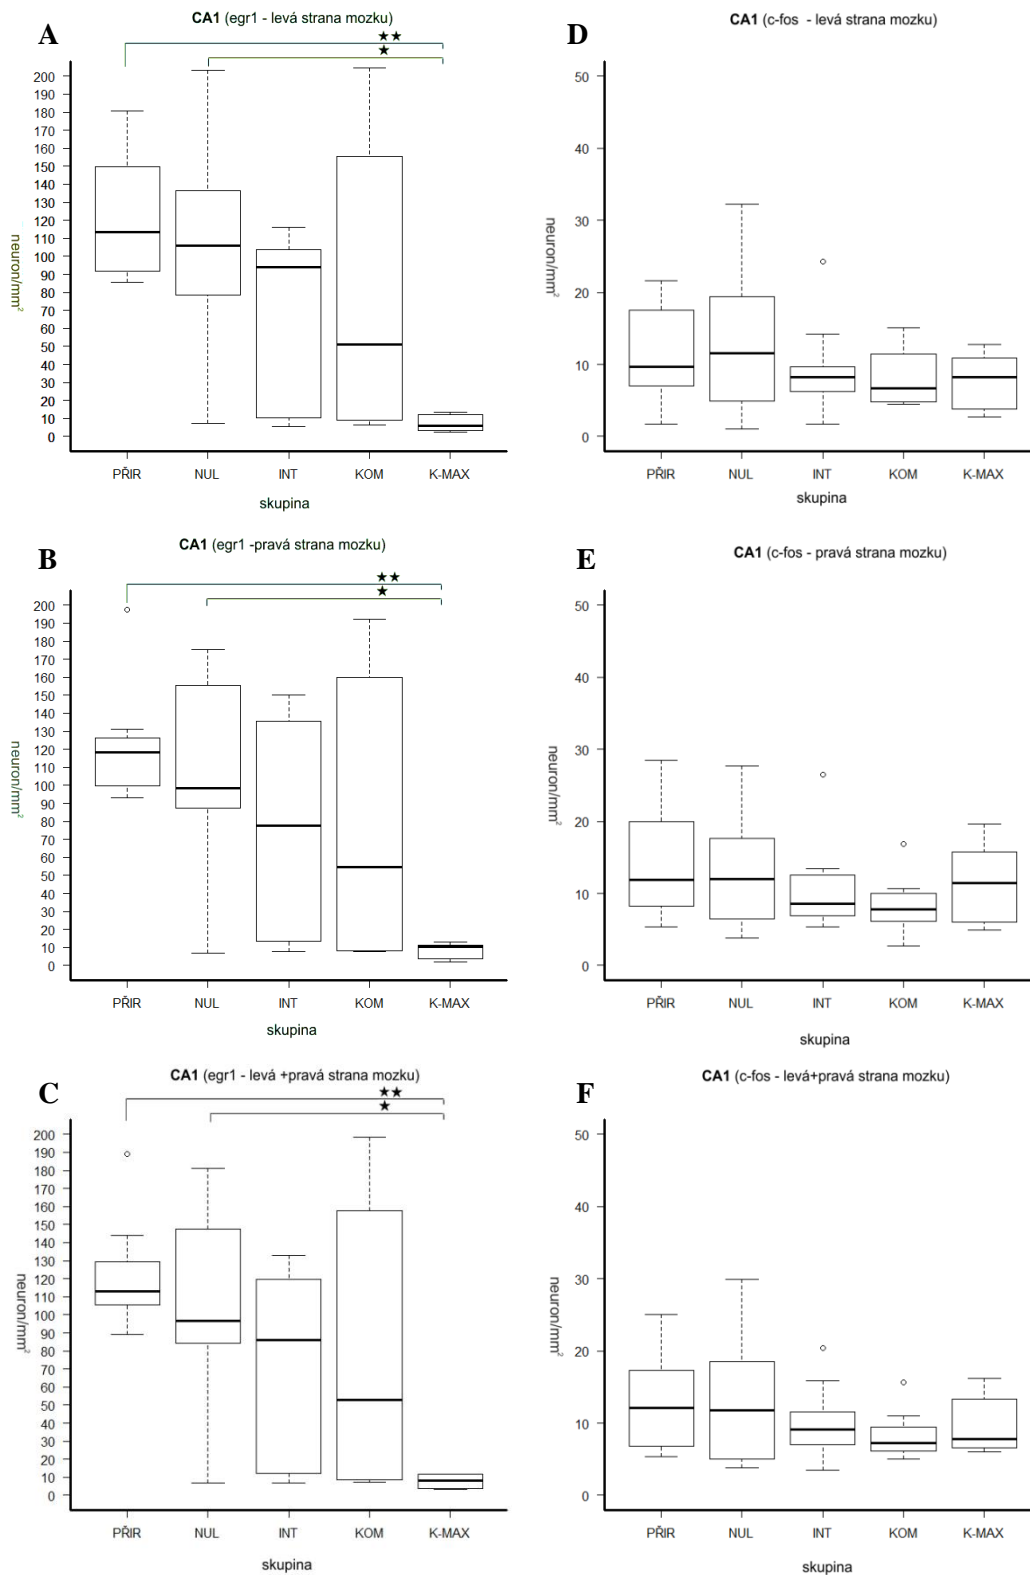 A
CA1 (egr1 - levá strana mozku)
★★
★
200
190
180
170
160
150
140
130
120
110
100
90
80
70
60
50
40
30
20
10
0
neuron/mm²
PŘIR NUL INT KOM K-MAX
skupina
D
CA1 (c-fos - levá strana mozku)
50
40
30
20
10
0
neuron/mm²
PŘIR NUL INT KOM K-MAX
skupina
B
CA1 (egr1 -pravá strana mozku)
★★
★
200
190
180
170
160
150
140
130
120
110
100
90
80
70
60
50
40
30
20
10
0
neuron/mm²
PŘIR NUL INT KOM K-MAX
skupina
E
CA1 (c-fos - pravá strana mozku)
50
40
30
20
10
0
neuron/mm²
PŘIR NUL INT KOM K-MAX
skupina
C
CA1 (egr1 - levá +pravá strana mozku)
★★
★
200
190
180
170
160
150
140
130
120
110
100
90
80
70
60
50
40
30
20
10
0
neuron/mm²
PŘIR NUL INT KOM K-MAX
skupina
F
CA1 (c-fos - levá+pravá strana mozku)
50
40
30
20
10
0
neuron/mm²
PŘIR NUL INT KOM K-MAX
skupina